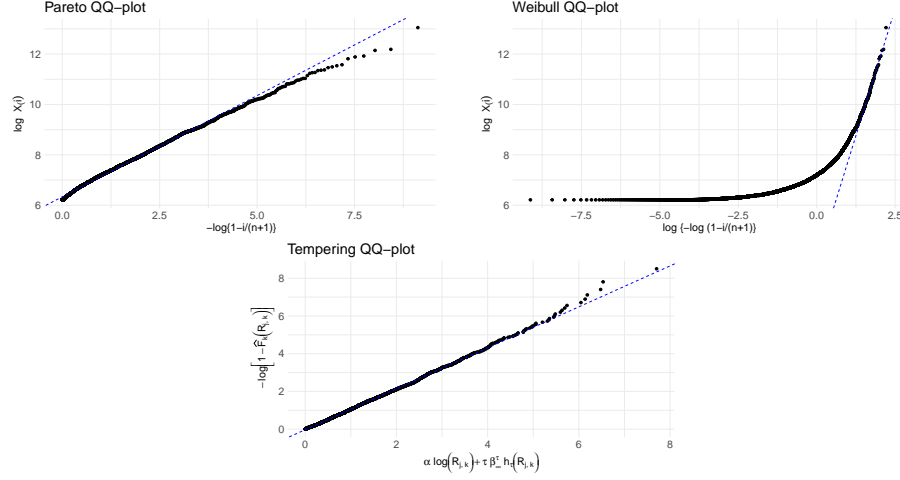 Pareto QQ−plot
12
10
8
6
log X(i)
0.0 2.5 5.0 7.5
−log{1−i/(n+1)}
Weibull QQ−plot
12
10
8
6
log X(i)
−7.5 −5.0 −2.5 0.0 2.5
log {−log (1−i/(n+1)}
Tempering QQ−plot
8
6
4
2
0
−log[1−F̂k(Rj, k)]
0 2 4 6 8
α log(Rj, k)+ τ β∞^τ hτ(Rj, k)